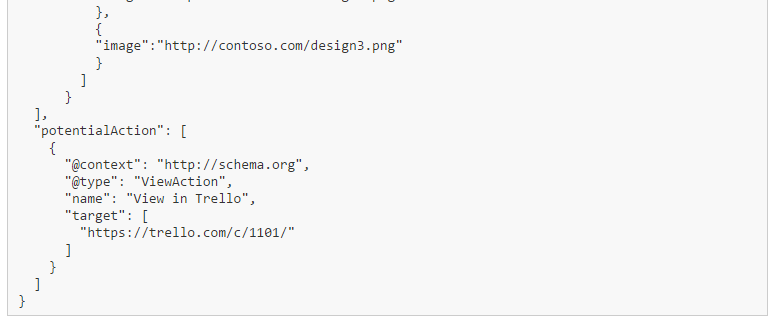 },
{
"image":"http://contoso.com/design3.png"
}
]
}
],
"potentialAction": [
{
"@context": "http://schema.org",
"@type": "ViewAction",
"name": "View in Trello",
"target": [
"https://trello.com/c/1101/"
]
}
]
}